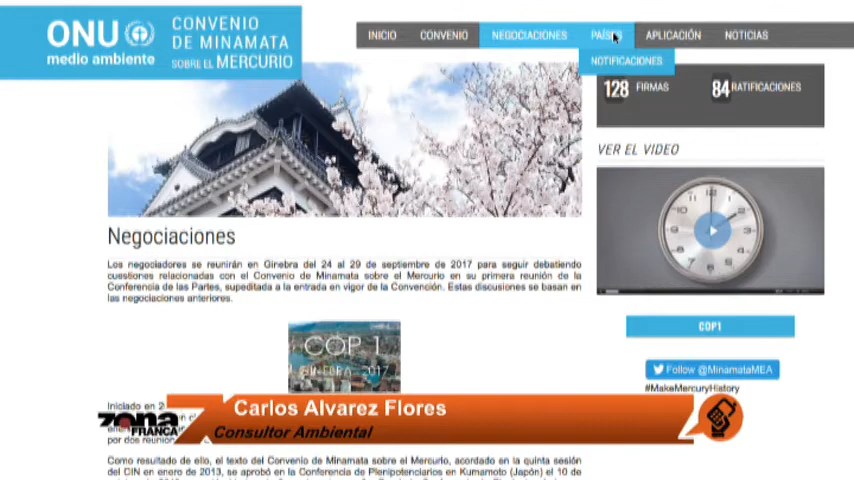 ONU
medio ambiente
CONVENIO
DE MINAMATA
SOBRE EL MERCURIO
INICIO CONVENIO NEGOCIACIONES PAÍSES APLICACIÓN NOTICIAS
NOTIFICACIONES
128 FIRMAS 84 RATIFICACIONES
VER EL VIDEO
Negociaciones
Los negociadores se reunirán en Ginebra del 24 al 29 de septiembre de 2017 para seguir debatiendo
cuestiones relacionadas con el Convenio de Minamata sobre el Mercurio en su primera reunión de la
Conferencia de las Partes, supeditada a la entrada en vigor de la Convención. Estas discusiones se basan en
las negociaciones anteriores.
COP 1
GINEBRA 2017
COP1
Follow @MinamataMEA
#MakeMercuryHistory
Iniciado en
Carlos Alvarez Flores
zona
FRANCA
Consultor Ambiental
por dos
Como resultado de ello, el texto del Convenio de Minamata sobre el Mercurio, acordado en la quinta sesión
del CIN en enero de 2013, se aprobó en la Conferencia de Plenipotenciarios en Kumamoto (Japón) el 10 de